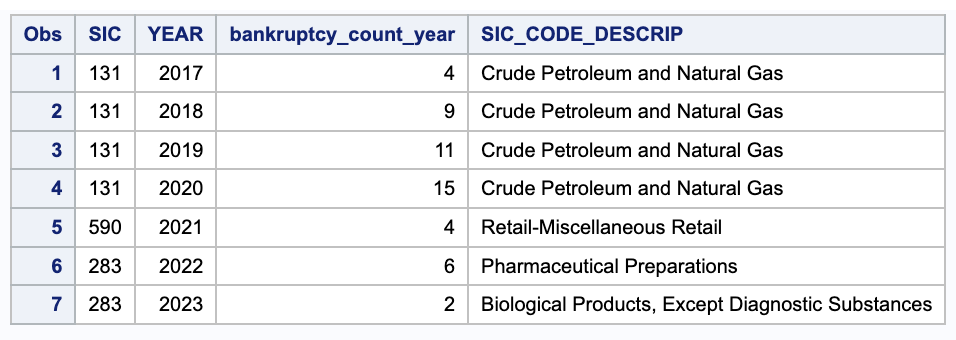 Obs SIC YEAR bankruptcy_count_year SIC_CODE_DESCRIP
1 131 2017 4 Crude Petroleum and Natural Gas
2 131 2018 9 Crude Petroleum and Natural Gas
3 131 2019 11 Crude Petroleum and Natural Gas
4 131 2020 15 Crude Petroleum and Natural Gas
5 590 2021 4 Retail-Miscellaneous Retail
6 283 2022 6 Pharmaceutical Preparations
7 283 2023 2 Biological Products, Except Diagnostic Substances